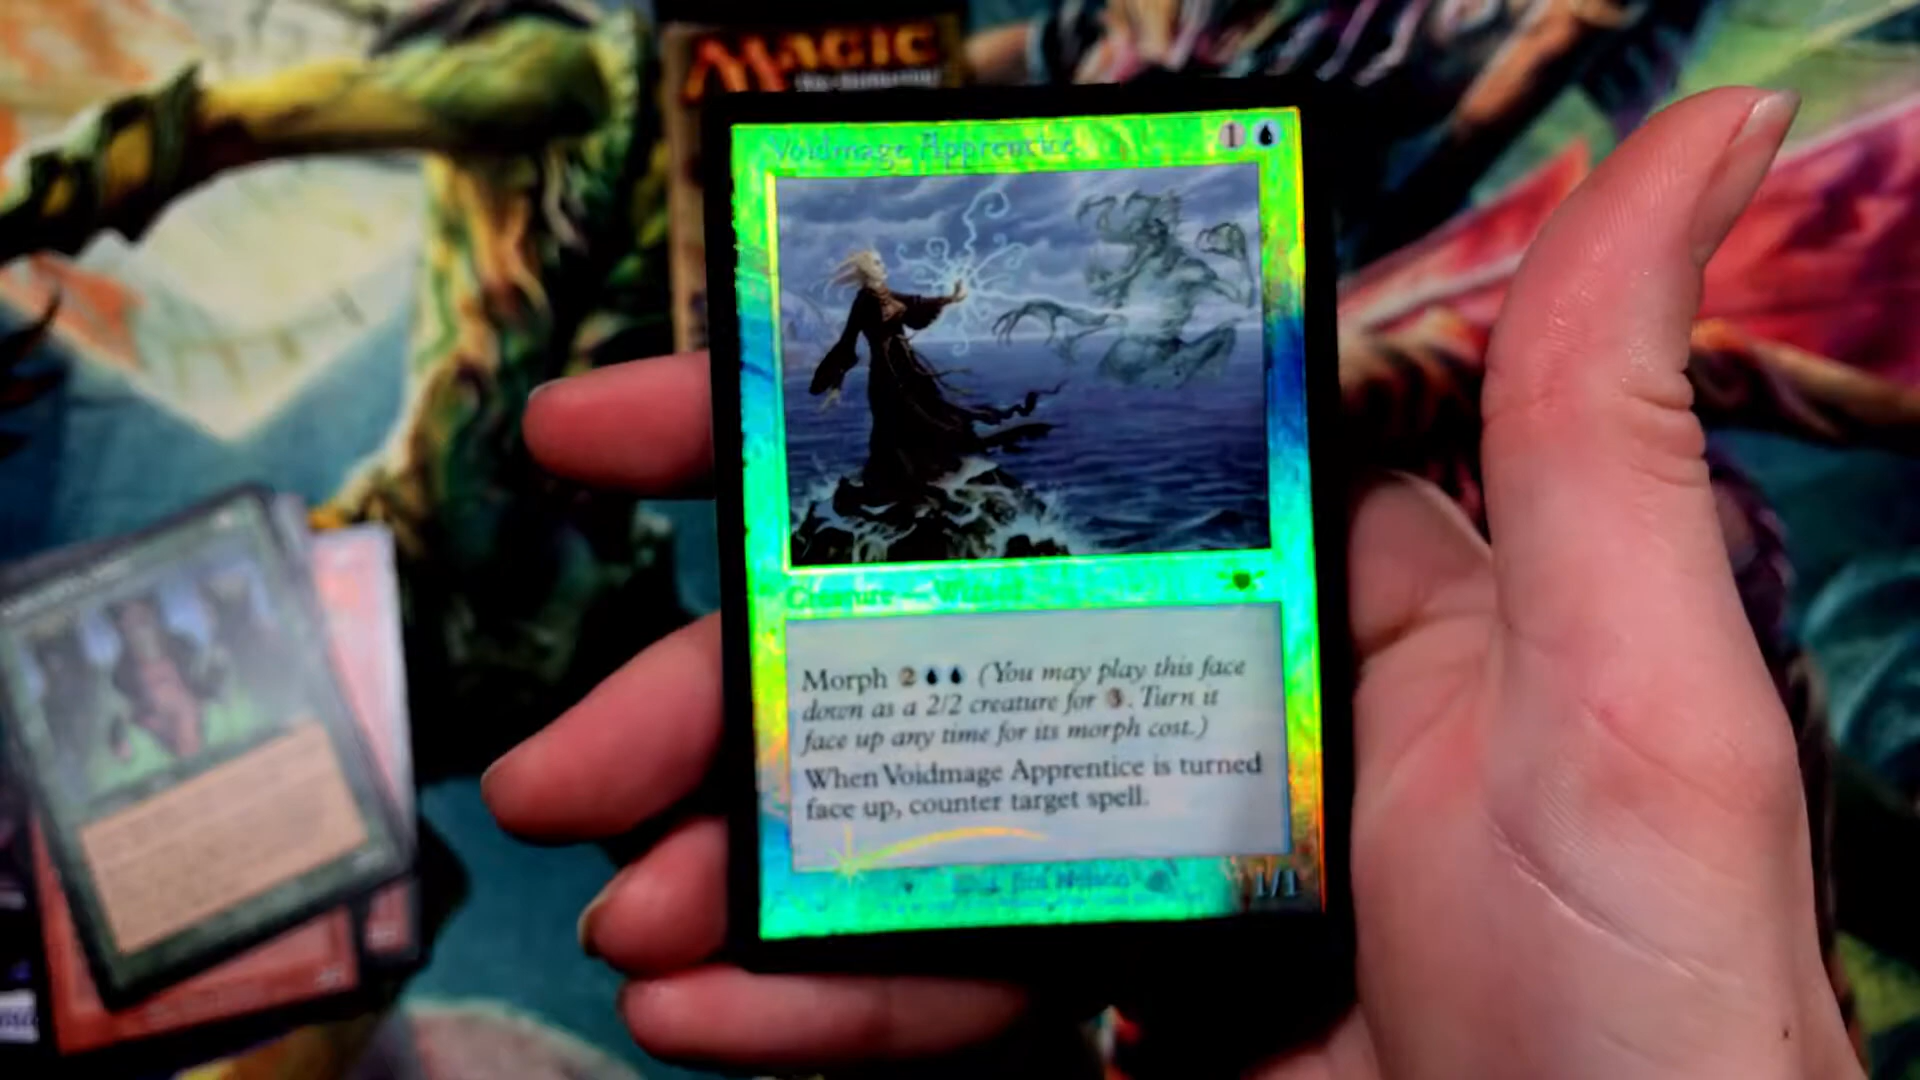 MAGIC
Voidmage Apprentice 1
Creature — Wizard
Morph 2 (You may play this face
down as a 2/2 creature for 3. Turn it
face up any time for its morph cost.)
When Voidmage Apprentice is turned
face up, counter target spell.
1/1